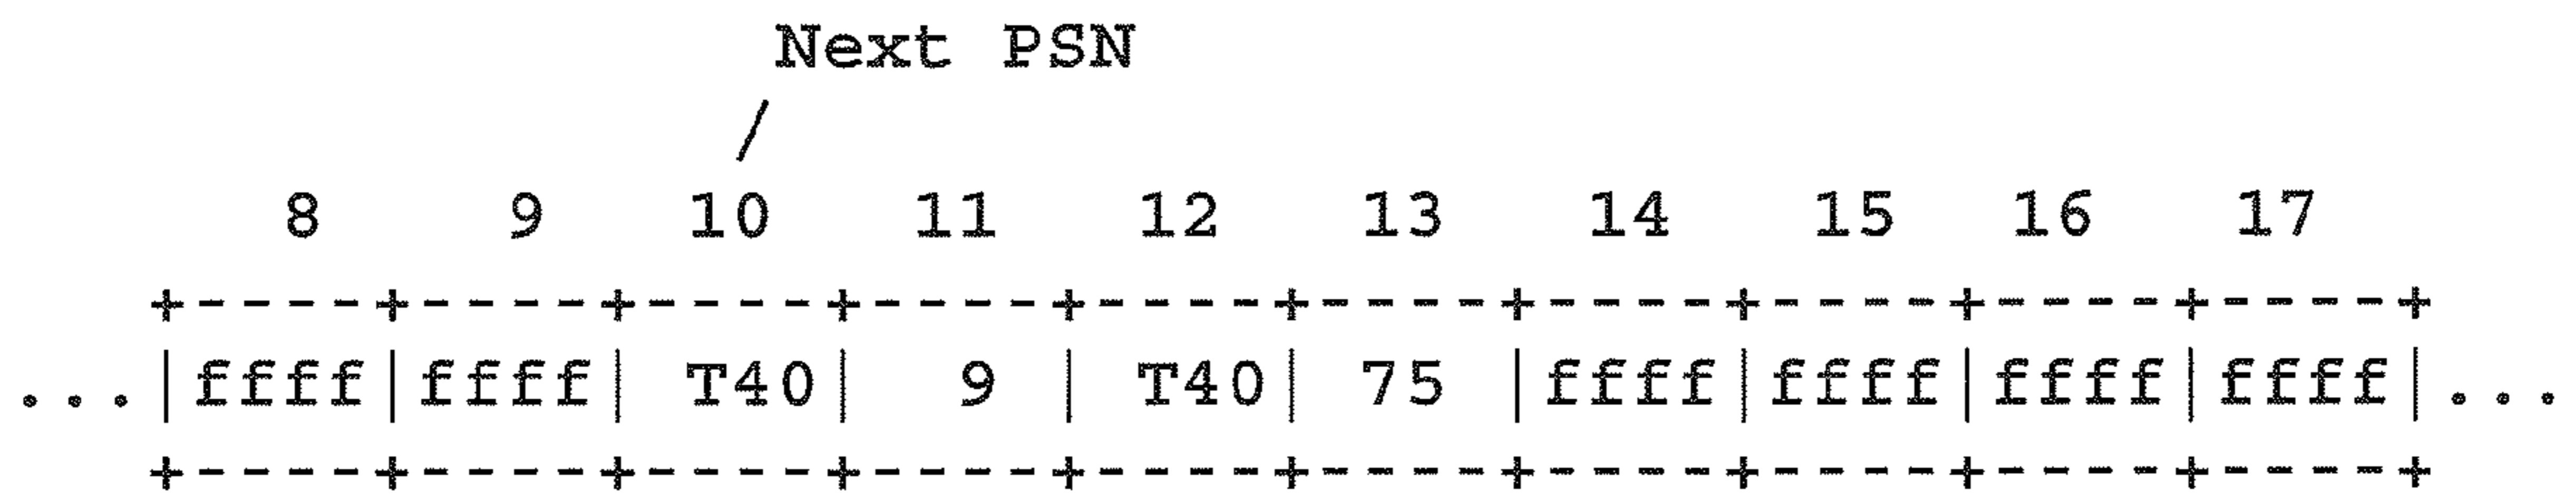 Next PSN
/
8 9 10 11 12 13 14 15 16 17
+----+----+----+----+----+----+----+----+----+----+
...|ffff|ffff| T40| 9 | T40| 75 |ffff|ffff|ffff|ffff|...
+----+----+----+----+----+----+----+----+----+----+